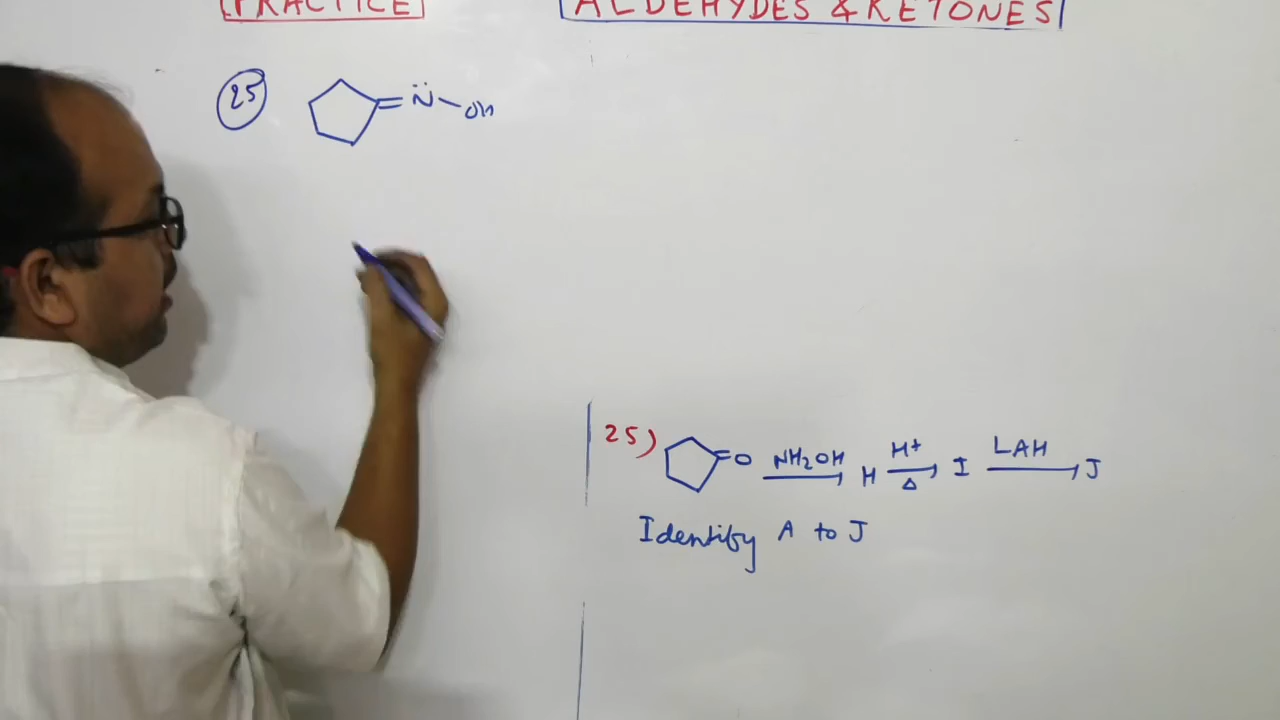 PRACTICE
ALDEHYDES & KETONES
25
N̈ – OH
25)
O NH₂OH H H⁺ Δ I LAH J
Identify A to J